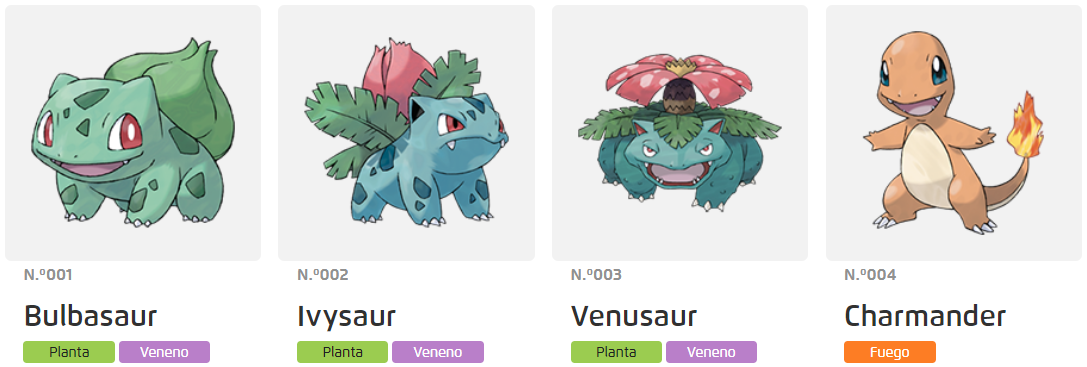 N.º001
Bulbasaur
Planta Veneno
N.º002
Ivysaur
Planta Veneno
N.º003
Venusaur
Planta Veneno
N.º004
Charmander
Fuego